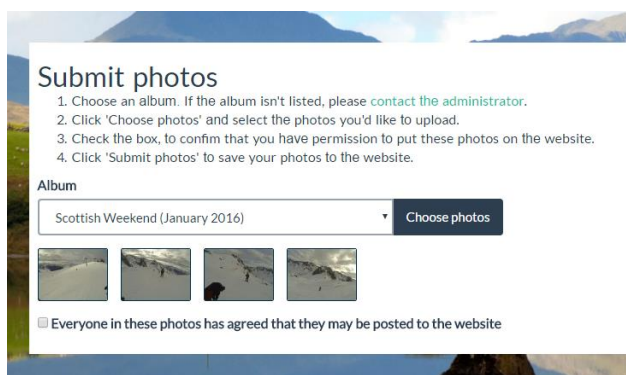 Submit photos
1. Choose an album. If the album isn't listed, please contact the administrator.
2. Click 'Choose photos' and select the photos you'd like to upload.
3. Check the box, to confim that you have permission to put these photos on the website.
4. Click 'Submit photos' to save your photos to the website.
Album
Scottish Weekend (January 2016) Choose photos
Everyone in these photos has agreed that they may be posted to the website